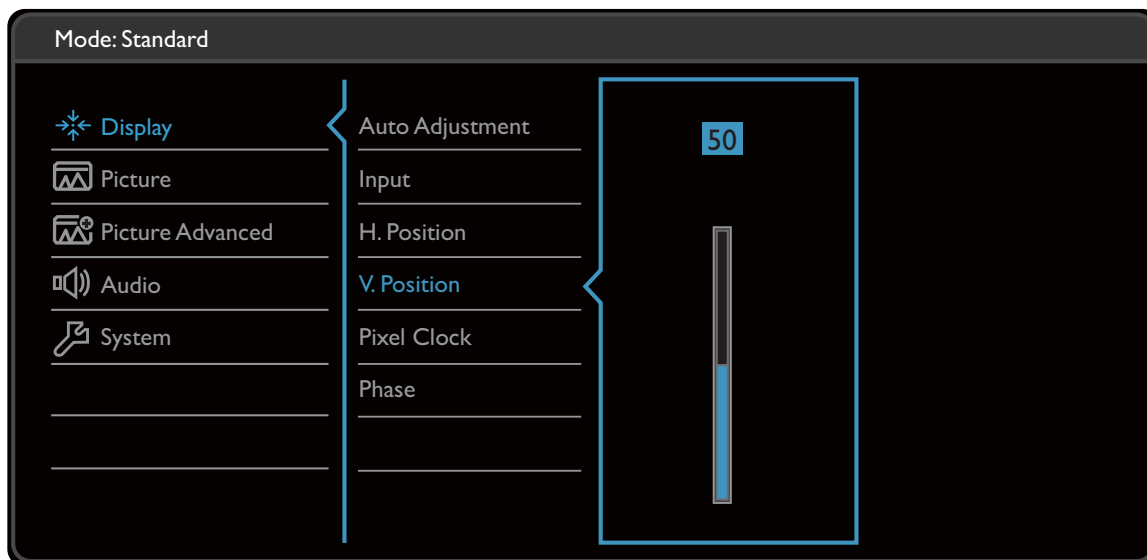 Mode: Standard
Display
Picture
Picture Advanced
Audio
System
Auto Adjustment
Input
H. Position
V. Position
Pixel Clock
Phase
50